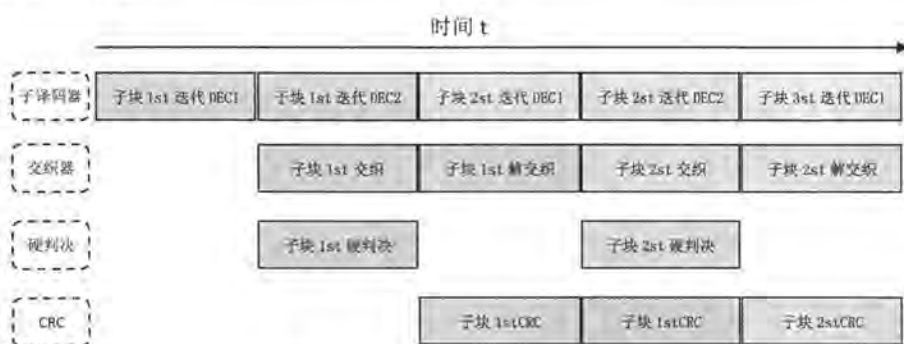 时间 t
子译码器 子块 1st 迭代 DEC1 子块 1st 迭代 DEC2 子块 2st 迭代 DEC1 子块 2st 迭代 DEC2 子块 3st 迭代 DEC1
交织器 子块 1st 交织 子块 1st 解交织 子块 2st 交织 子块 2st 解交织
硬判决 子块 1st 硬判决 子块 2st 硬判决
CRC 子块 1stCRC 子块 1stCRC 子块 2stCRC